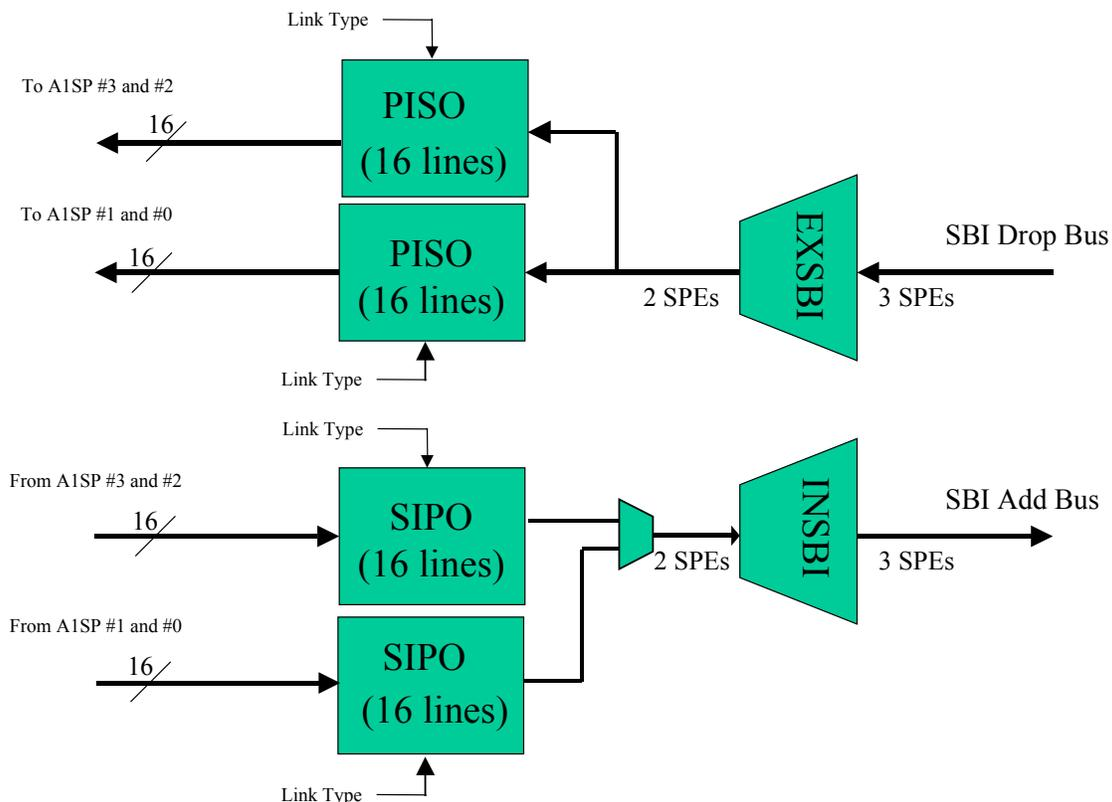 Link Type
To A1SP #3 and #2
16
PISO
(16 lines)
To A1SP #1 and #0
16
PISO
(16 lines)
Link Type
2 SPEs
EXSBI
SBI Drop Bus
3 SPEs
Link Type
From A1SP #3 and #2
16
SIPO
(16 lines)
From A1SP #1 and #0
16
SIPO
(16 lines)
Link Type
2 SPEs
INSBI
SBI Add Bus
3 SPEs